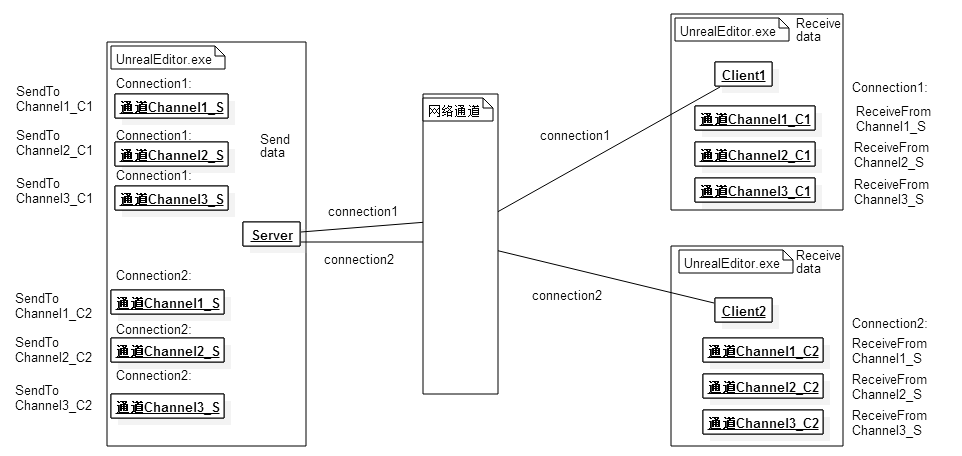 UnrealEditor.exe
SendTo
Channel1_C1
Connection1:
通道Channel1_S
SendTo
Channel2_C1
Connection1:
通道Channel2_S
Send
data
SendTo
Channel3_C1
Connection1:
通道Channel3_S
Server
SendTo
Channel1_C2
Connection2:
通道Channel1_S
SendTo
Channel2_C2
Connection2:
通道Channel2_S
SendTo
Channel3_C2
Connection2:
通道Channel3_S
connection1
connection2
网络通道
connection1
connection2
UnrealEditor.exe
Receive
data
Client1
Connection1:
通道Channel1_C1
ReceiveFrom
Channel1_S
通道Channel2_C1
ReceiveFrom
Channel2_S
通道Channel3_C1
ReceiveFrom
Channel3_S
UnrealEditor.exe
Receive
data
Client2
Connection2:
通道Channel1_C2
ReceiveFrom
Channel1_S
通道Channel2_C2
ReceiveFrom
Channel2_S
通道Channel3_C2
ReceiveFrom
Channel3_S